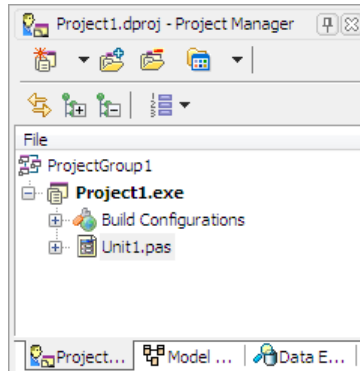 Project1.dproj - Project Manager
File
ProjectGroup1
Project1.exe
Build Configurations
Unit1.pas
Project... Model ... Data E...